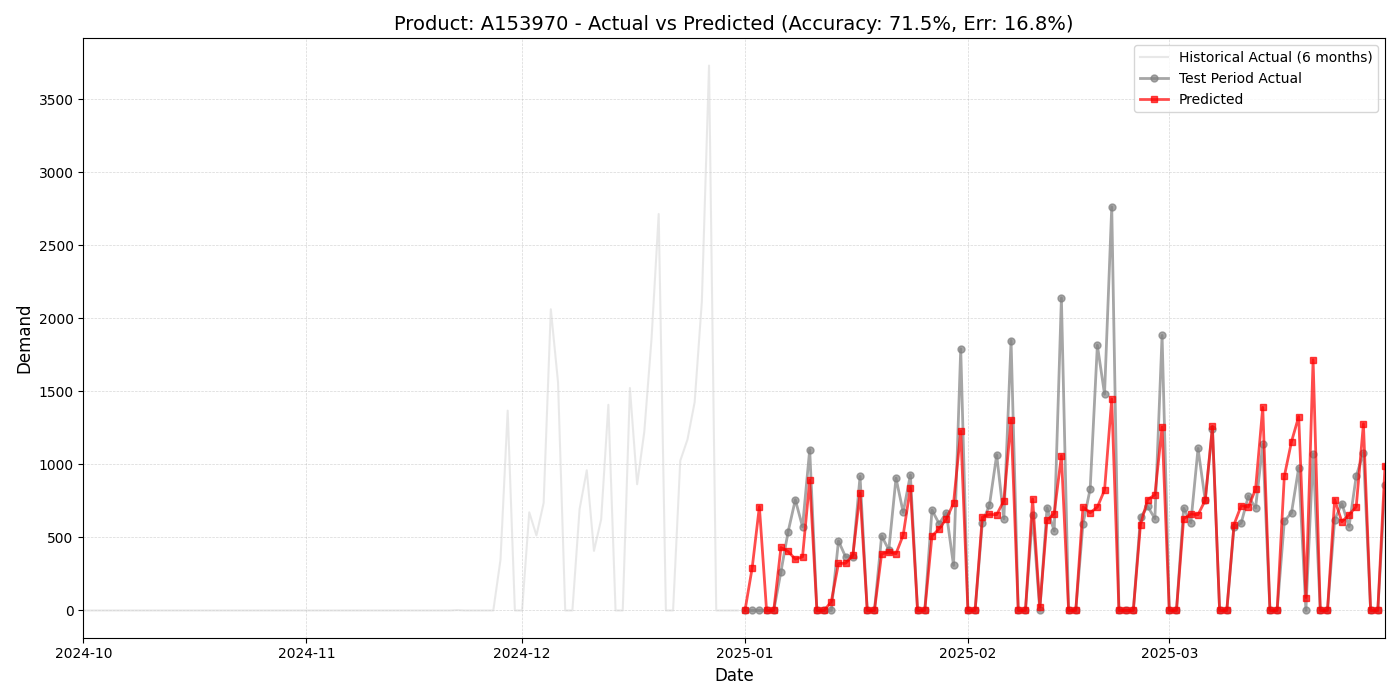 Product: A153970 - Actual vs Predicted (Accuracy: 71.5%, Err: 16.8%)
Historical Actual (6 months)
Test Period Actual
Predicted
Demand
3500
3000
2500
2000
1500
1000
500
0
2024-10 2024-11 2024-12 2025-01 2025-02 2025-03
Date